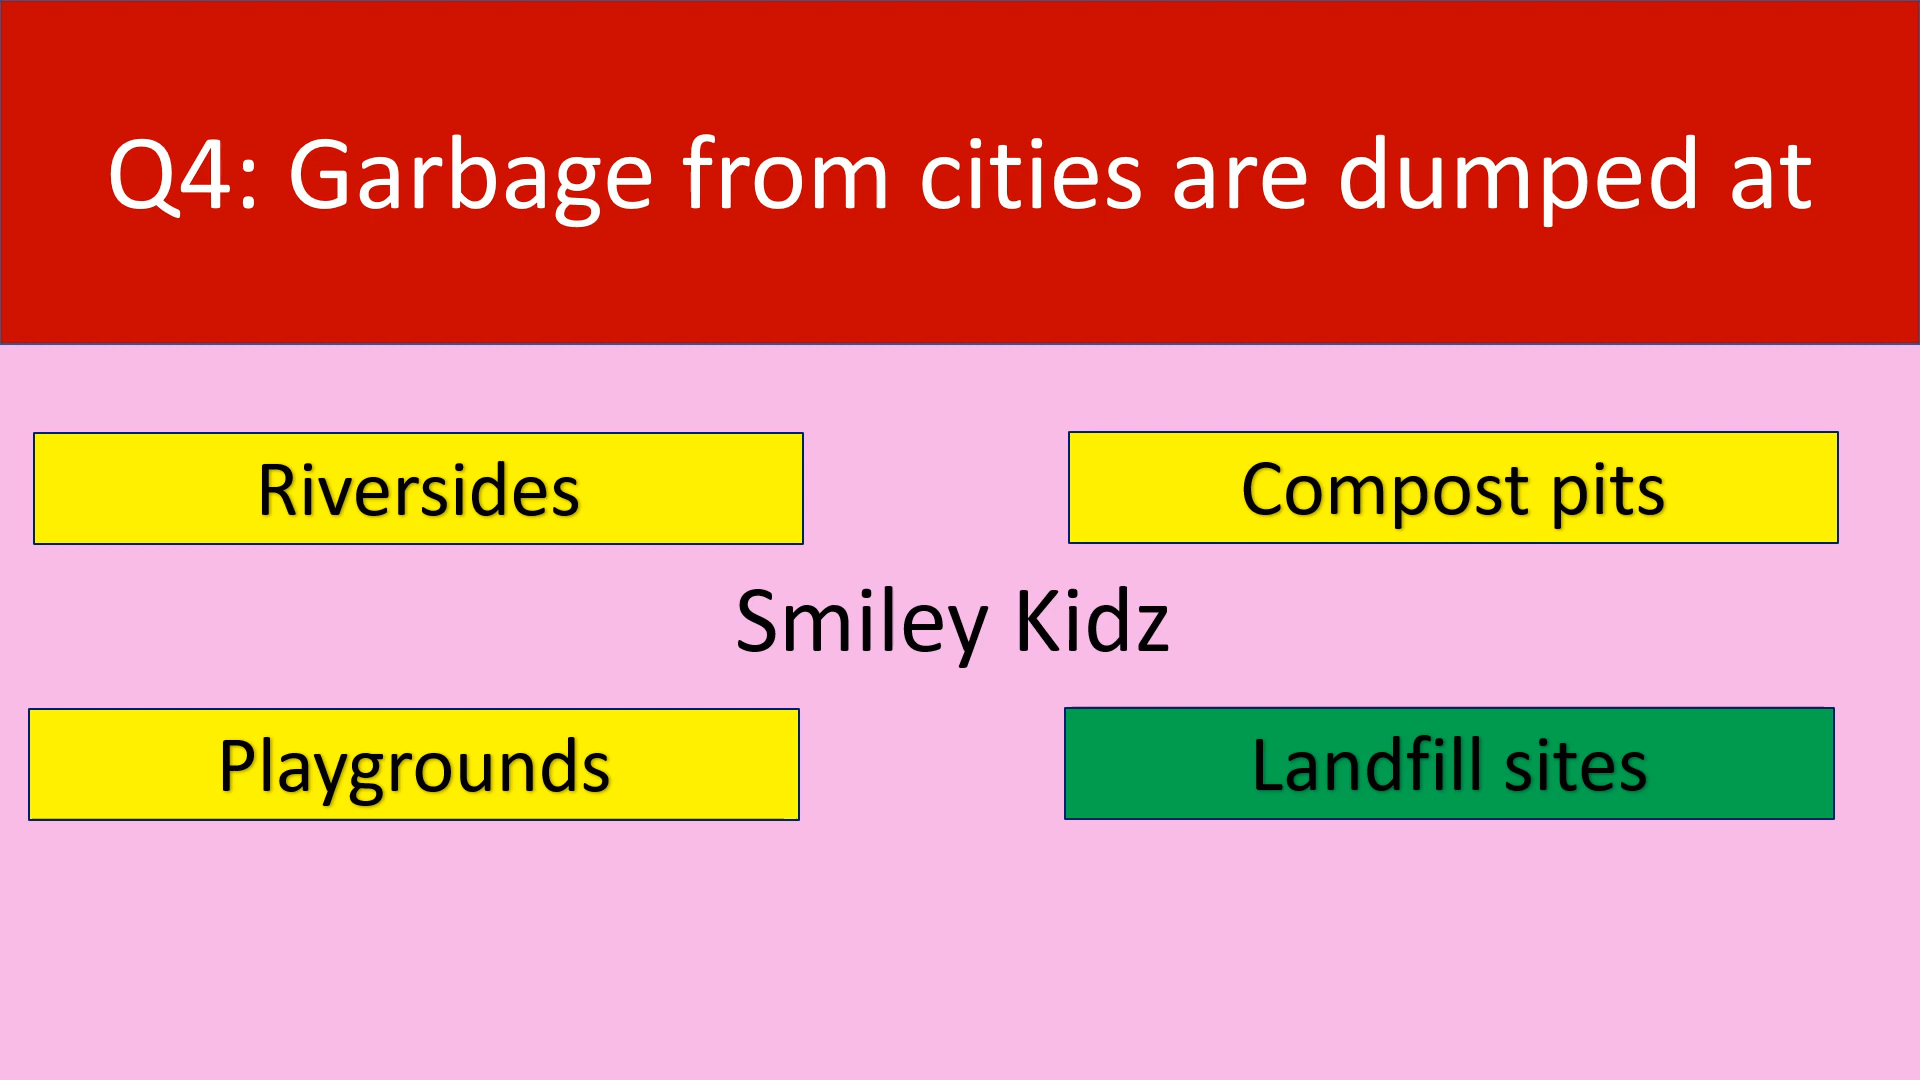 Q4: Garbage from cities are dumped at
Riversides
Compost pits
Smiley Kidz
Playgrounds
Landfill sites